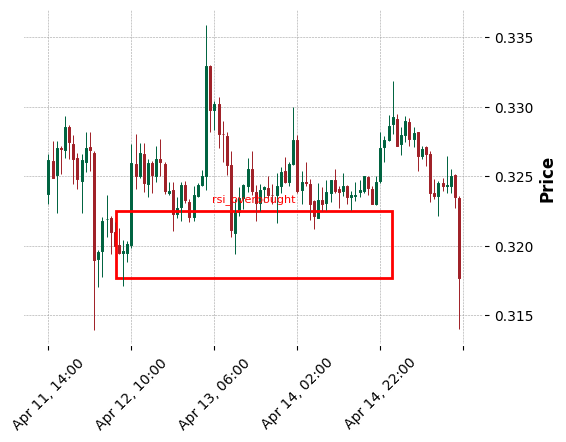 0.335
0.330
0.325
0.320
0.315
Price
rsi_overbought
Apr 11, 14:00
Apr 12, 10:00
Apr 13, 06:00
Apr 14, 02:00
Apr 14, 22:00